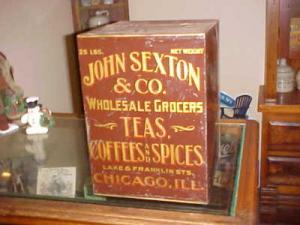 25 LBS. NET WEIGHT
JOHN SEXTON
& CO.
WHOLESALE GROCERS
TEAS,
COFFEES AND SPICES,
LAKE & FRANKLIN STS.
CHICAGO, ILL.